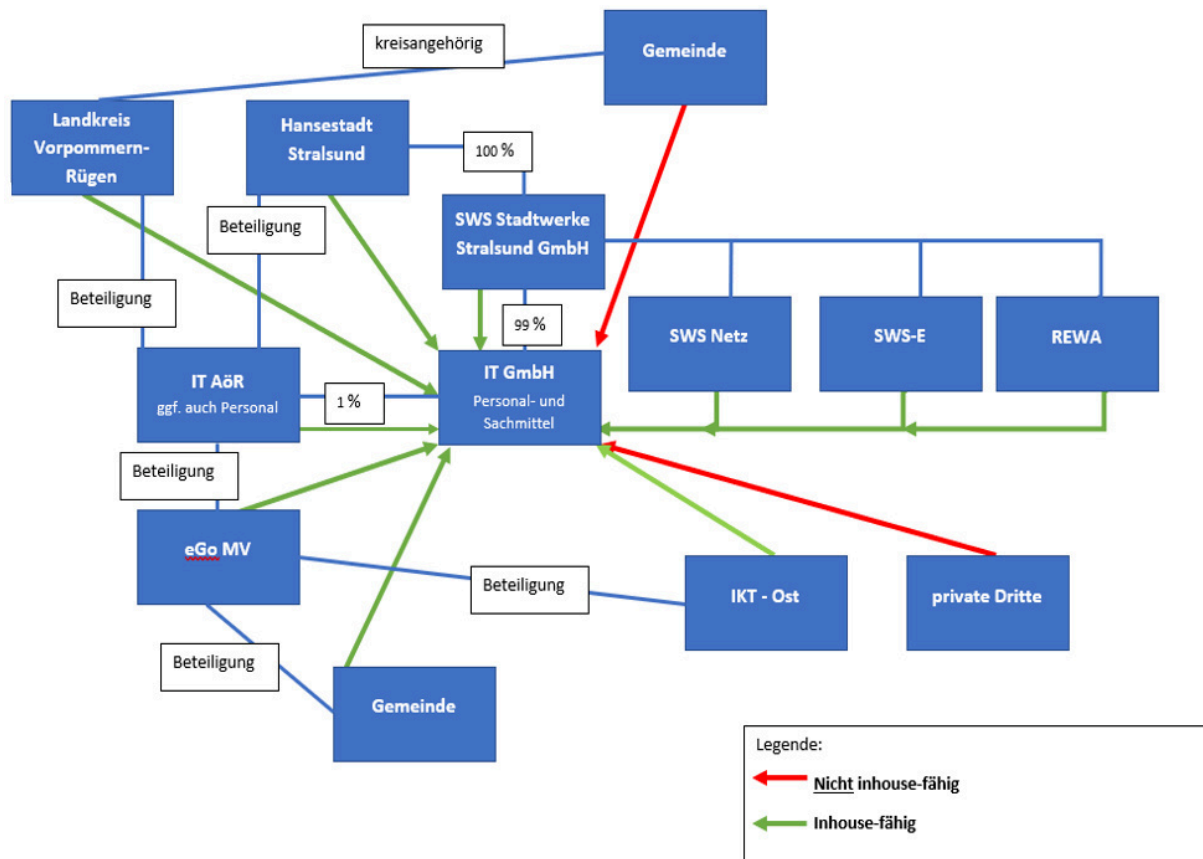 kreisangehörig
Gemeinde
Landkreis
Vorpommern-
Rügen
Hansestadt
Stralsund
100 %
SWS Stadtwerke
Stralsund GmbH
Beteiligung
Beteiligung
99 %
SWS Netz
SWS-E
REWA
IT AöR
ggf. auch Personal
1 %
IT GmbH
Personal- und
Sachmittel
Beteiligung
eGo MV
Beteiligung
IKT - Ost
private Dritte
Beteiligung
Gemeinde
Legende:
Nicht inhouse-fähig
Inhouse-fähig